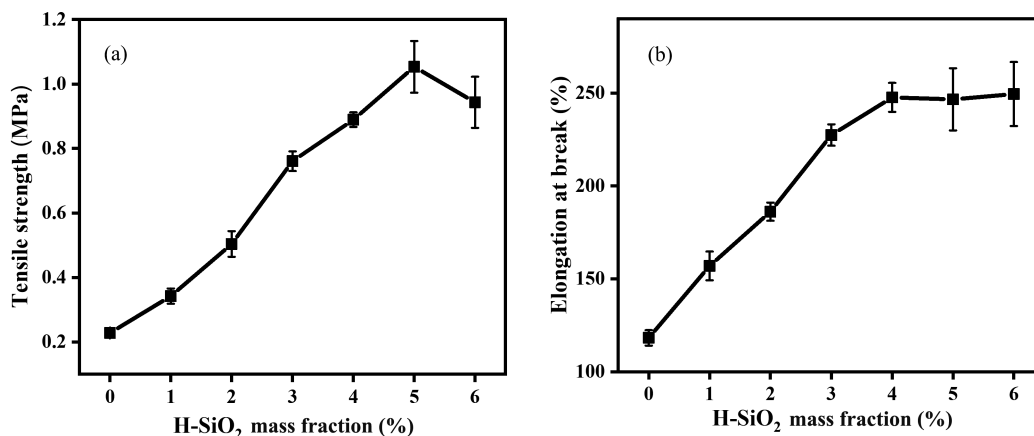 (a)
Tensile strength (MPa)
1.2
1.0
0.8
0.6
0.4
0.2
0 1 2 3 4 5 6
H-SiO2 mass fraction (%)
(b)
Elongation at break (%)
250
200
150
100
0 1 2 3 4 5 6
H-SiO2 mass fraction (%)